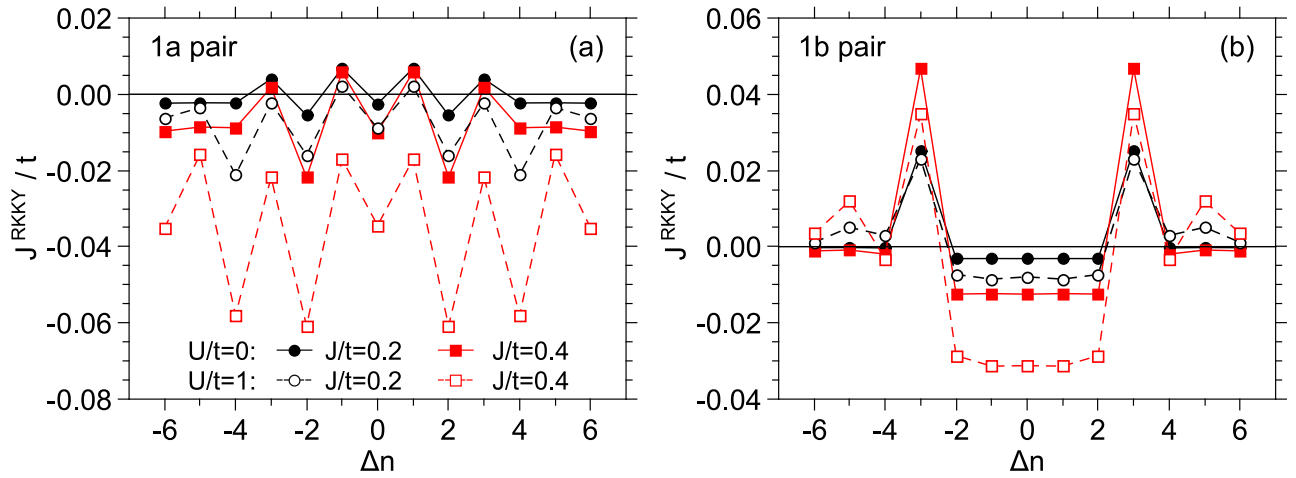 0.02
0.00
-0.02
-0.04
-0.06
-0.08
J^RKKY / t
1a pair
(a)
U/t=0: J/t=0.2 J/t=0.4
U/t=1: J/t=0.2 J/t=0.4
-6 -4 -2 0 2 4 6
Δn
0.06
0.04
0.02
0.00
-0.02
-0.04
J^RKKY / t
1b pair
(b)
-6 -4 -2 0 2 4 6
Δn